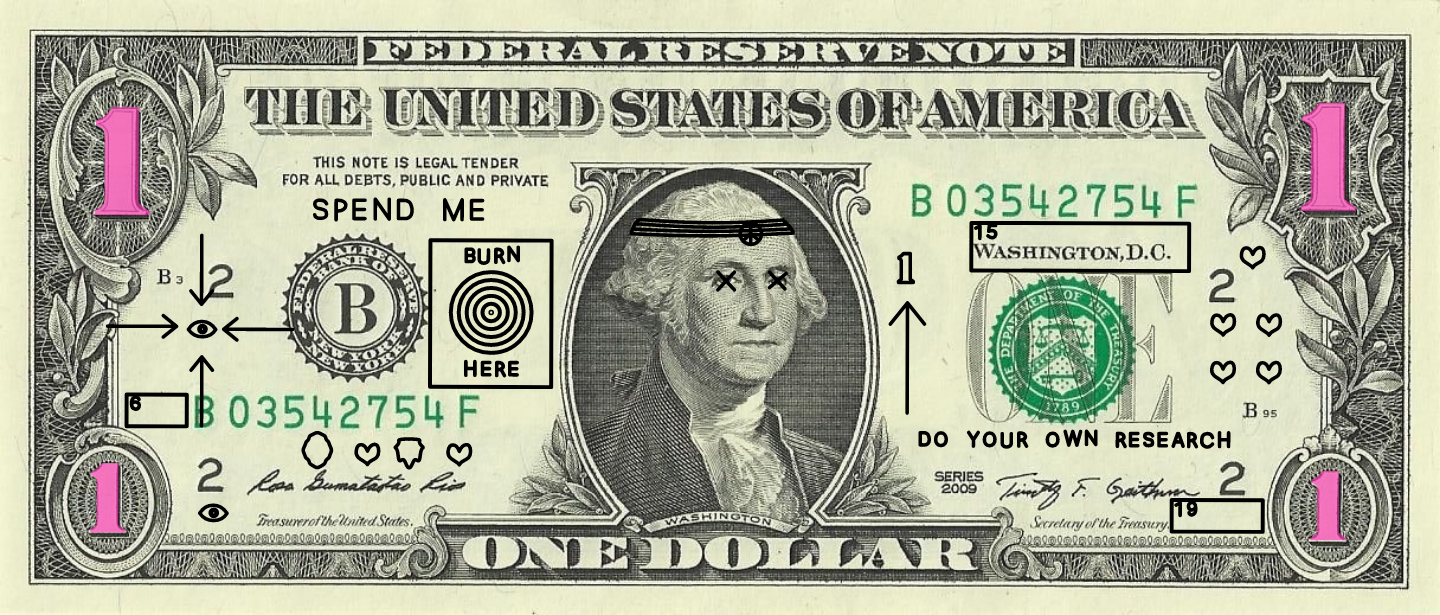 FEDERAL RESERVE NOTE
THE UNITED STATES OF AMERICA
1
1
THIS NOTE IS LEGAL TENDER
FOR ALL DEBTS, PUBLIC AND PRIVATE
SPEND ME
B 03542754 F
15
WASHINGTON, D.C.
B 3
2
FEDERAL RESERVE
BANK OF
B
NEW YORK
NEW YORK
BURN
HERE
1
2
ONE
THE DEPARTMENT OF THE TREASURY
1789
B 95
6
B 03542754 F
DO YOUR OWN RESEARCH
2
Rosa Gumataotao Rios
Treasurer of the United States.
SERIES
2009
Timothy F. Geithner
Secretary of the Treasury.
2
19
WASHINGTON
1
1
ONE DOLLAR